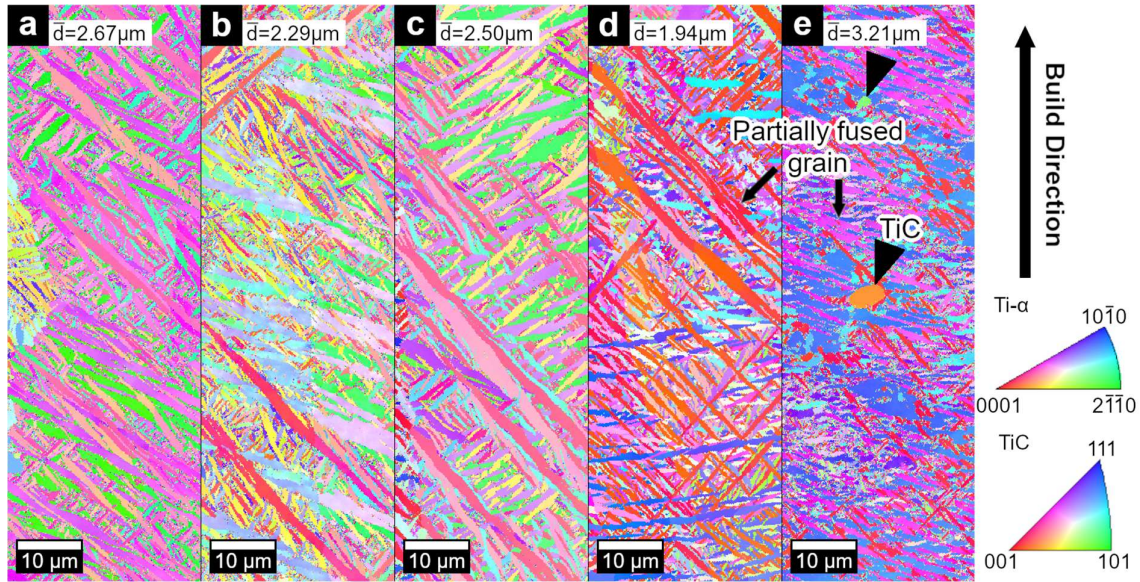 a
d̅=2.67µm
b
d̅=2.29µm
c
d̅=2.50µm
d
d̅=1.94µm
e
d̅=3.21µm
Partially fused
grain
TiC
Build Direction
Ti-α
101̅0
0001
21̅1̅0
TiC
111
001
101
10 µm
10 µm
10 µm
10 µm
10 µm